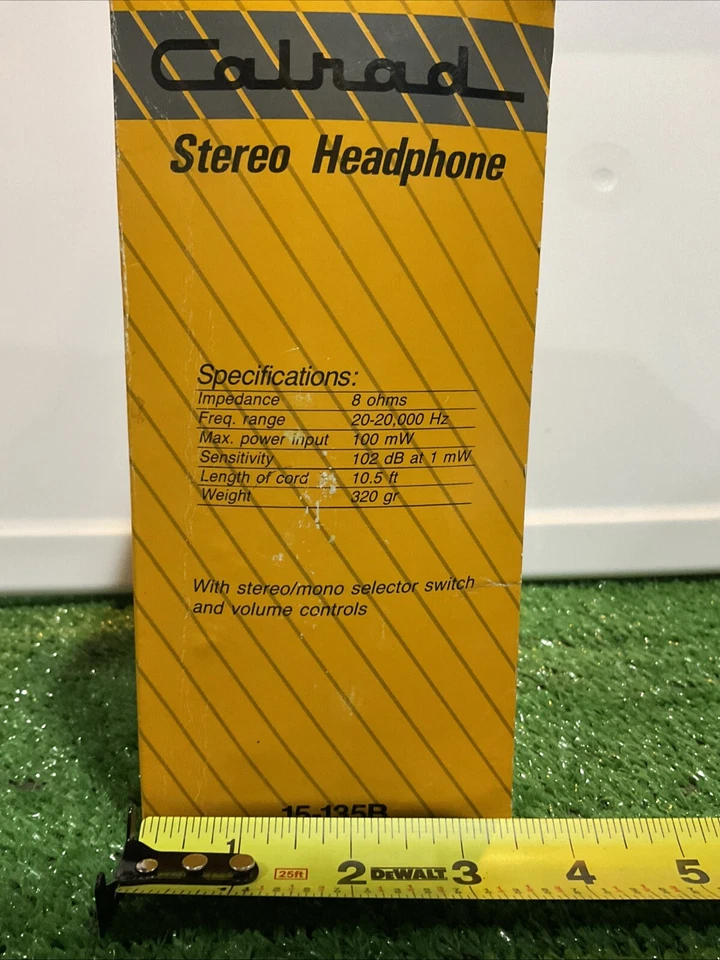 Calrad
Stereo Headphone
Specifications:
Impedance 8 ohms
Freq. range 20-20,000 Hz
Max. power input 100 mW
Sensitivity 102 dB at 1 mW
Length of cord 10.5 ft
Weight 320 gr
With stereo/mono selector switch
and volume controls
15-135B
1 25ft 2 DEWALT 3 4 5